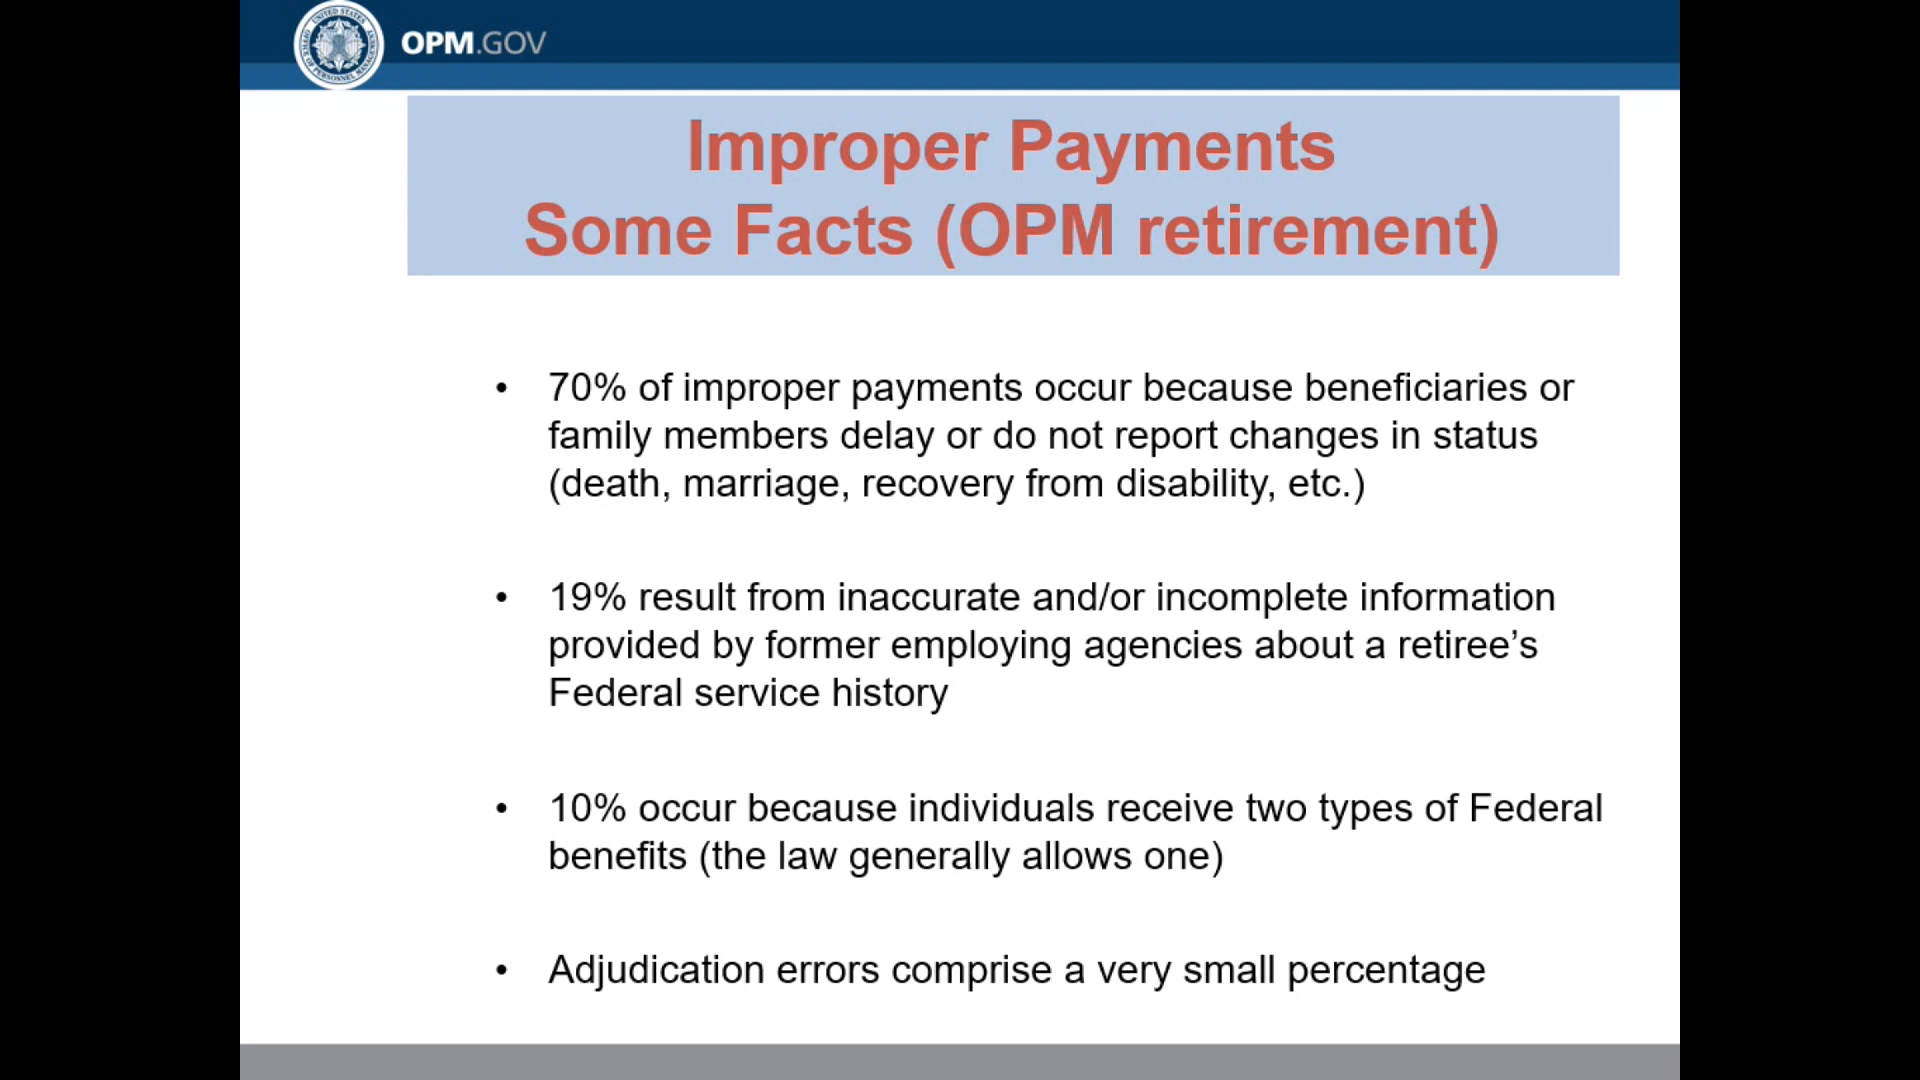 OPM.GOV
Improper Payments
Some Facts (OPM retirement)
• 70% of improper payments occur because beneficiaries or
family members delay or do not report changes in status
(death, marriage, recovery from disability, etc.)
• 19% result from inaccurate and/or incomplete information
provided by former employing agencies about a retiree’s
Federal service history
• 10% occur because individuals receive two types of Federal
benefits (the law generally allows one)
• Adjudication errors comprise a very small percentage